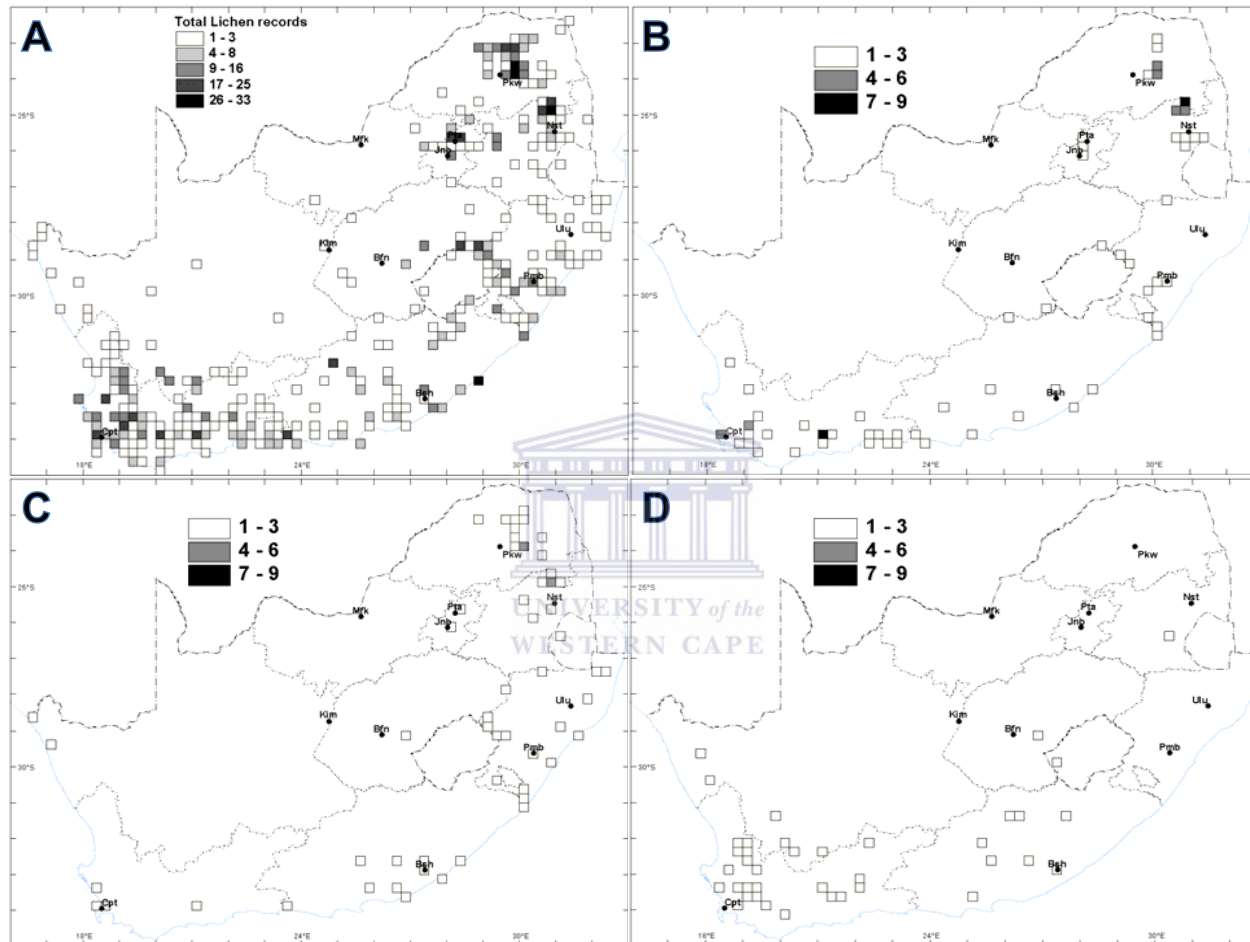 A
Total Lichen records
1 - 3
4 - 8
9 - 16
17 - 25
26 - 33
Pkw
25°S
Mfk
Pta
Jnb
Nst
Kim
Bfn
Ulu
Pmb
30°S
Bsh
Cpt
18°E
24°E
30°E
B
1 - 3
4 - 6
7 - 9
Pkw
25°S
Mfk
Pta
Jnb
Nst
Kim
Bfn
Ulu
Pmb
30°S
Bsh
Cpt
18°E
24°E
30°E
C
1 - 3
4 - 6
7 - 9
Pkw
25°S
Mfk
Pta
Jnb
Nst
Kim
Bfn
Ulu
Pmb
30°S
Bsh
Cpt
18°E
24°E
30°E
D
1 - 3
4 - 6
7 - 9
Pkw
25°S
Mfk
Pta
Jnb
Nst
Kim
Bfn
Ulu
Pmb
30°S
Bsh
Cpt
18°E
24°E
30°E
UNIVERSITY of the
WESTERN CAPE